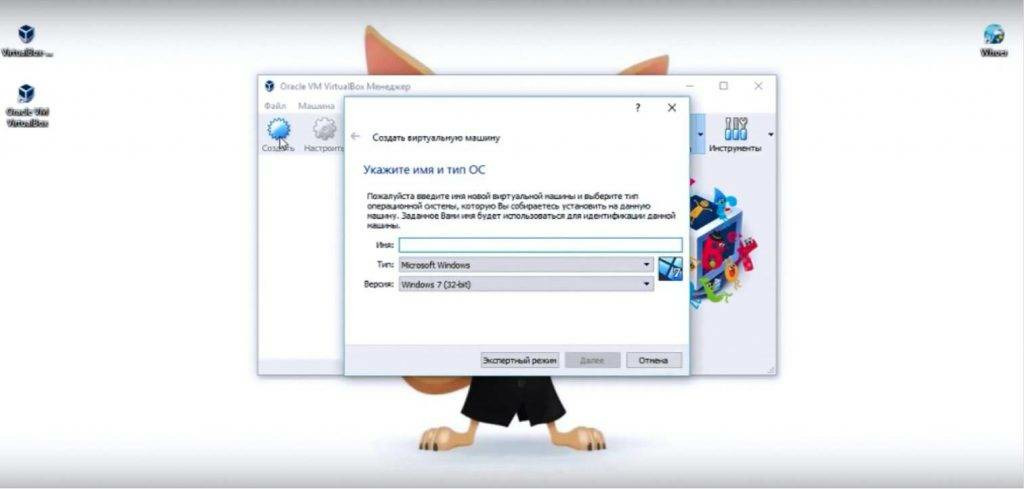 VirtualBox-...
Oracle VM
VirtualBox
Whoer
Oracle VM VirtualBox Менеджер
Файл Машина
Создать Настроить
Инструменты
?
Создать виртуальную машину
Укажите имя и тип ОС
Пожалуйста введите имя новой виртуальной машины и выберите тип
операционной системы, которую Вы собираетесь установить на данную
машину. Заданное Вами имя будет использоваться для идентификации данной
машины.
Имя:
Тип: Microsoft Windows
Версия: Windows 7 (32-bit)
7
Экспертный режим Далее Отмена